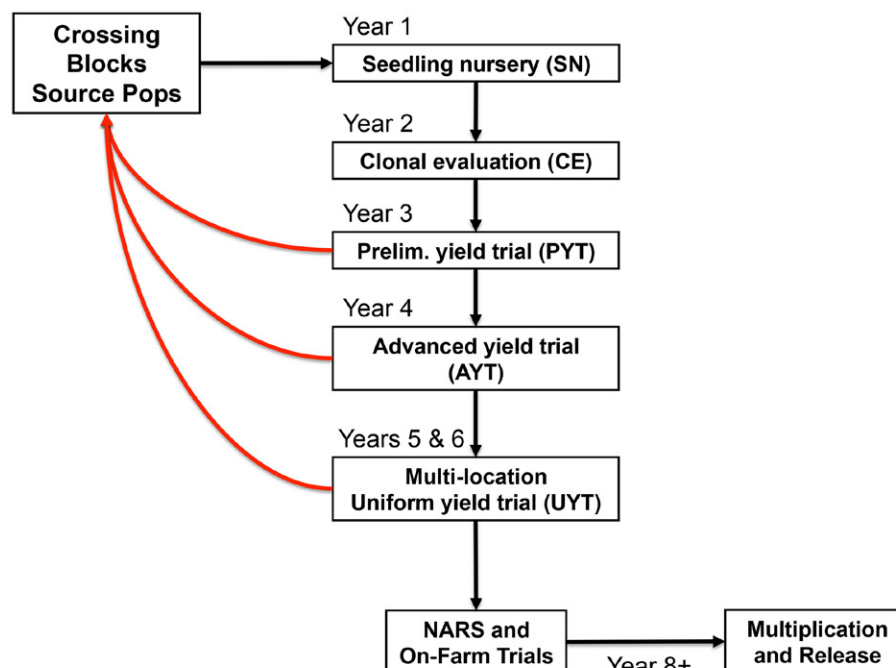 Crossing
Blocks
Source Pops
Year 1
Seedling nursery (SN)
Year 2
Clonal evaluation (CE)
Year 3
Prelim. yield trial (PYT)
Year 4
Advanced yield trial
(AYT)
Years 5 & 6
Multi-location
Uniform yield trial (UYT)
NARS and
On-Farm Trials
Year 8+
Multiplication
and Release